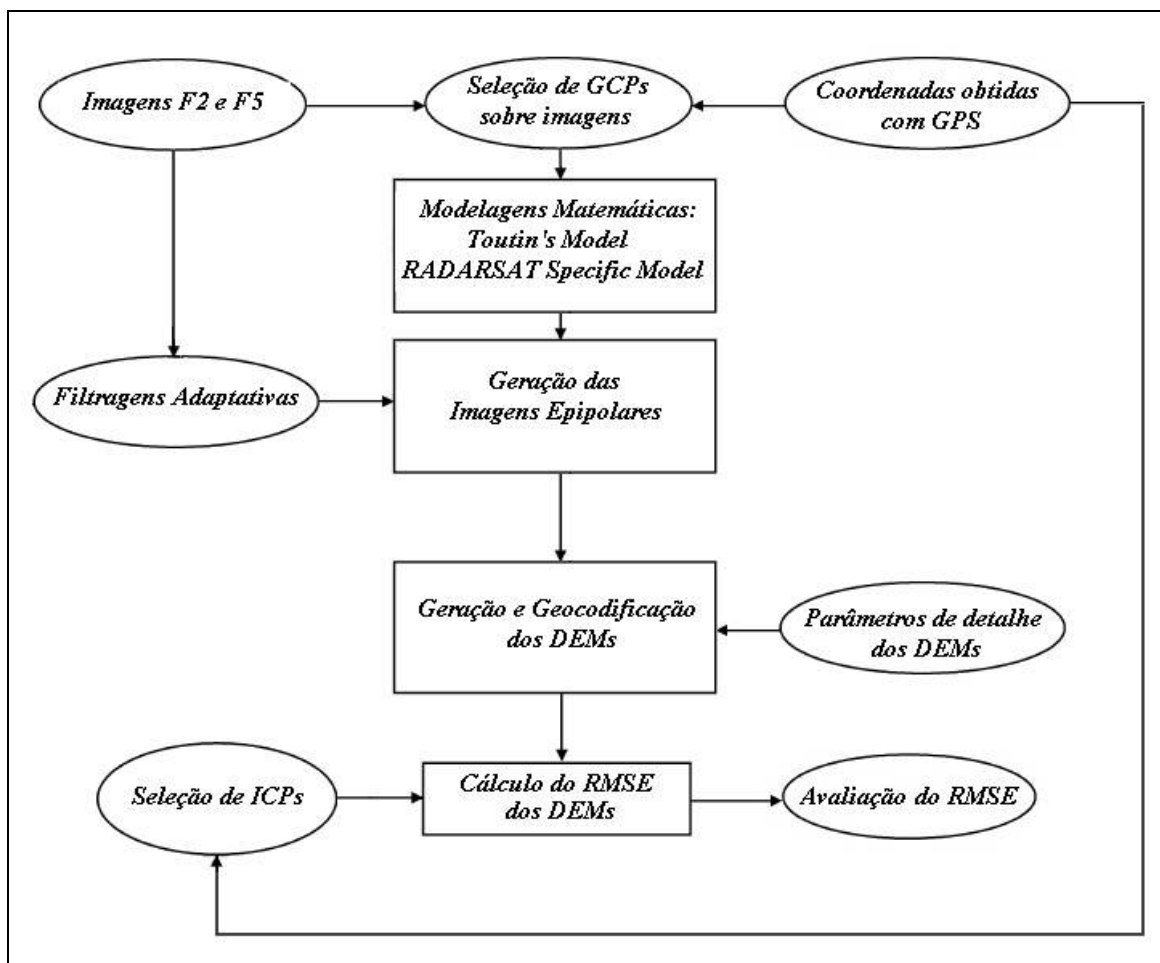 Imagens F2 e F5
Seleção de GCPs
sobre imagens
Coordenadas obtidas
com GPS
Modelagens Matemáticas:
Toutin's Model
RADARSAT Specific Model
Filtragens Adaptativas
Geração das
Imagens Epipolares
Geração e Geocodificação
dos DEMs
Parâmetros de detalhe
dos DEMs
Seleção de ICPs
Cálculo do RMSE
dos DEMs
Avaliação do RMSE